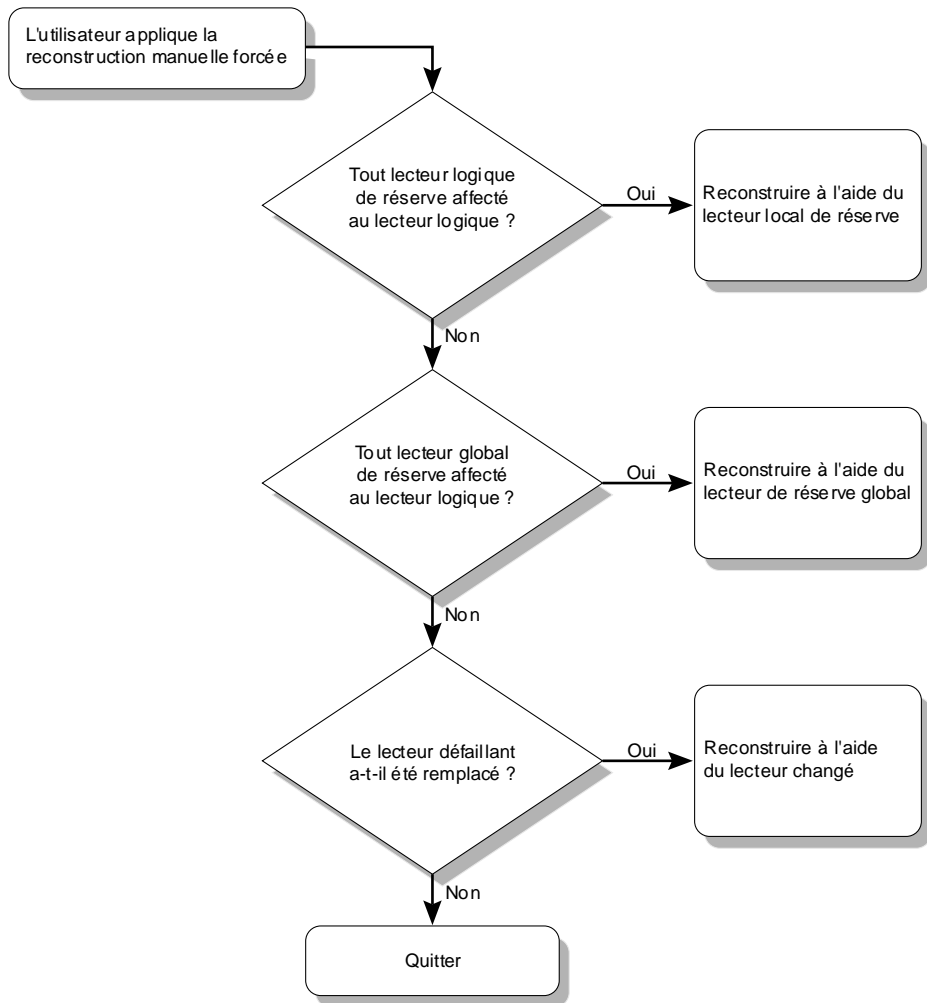 L'utilisateur applique la
reconstruction manuelle forcée
Tout lecteur logique
de réserve affecté
au lecteur logique ?
Oui
Reconstruire à l'aide du
lecteur local de réserve
Non
Tout lecteur global
de réserve affecté
au lecteur logique ?
Oui
Reconstruire à l'aide du
lecteur de réserve global
Non
Le lecteur défaillant
a-t-il été remplacé ?
Oui
Reconstruire à l'aide
du lecteur changé
Non
Quitter